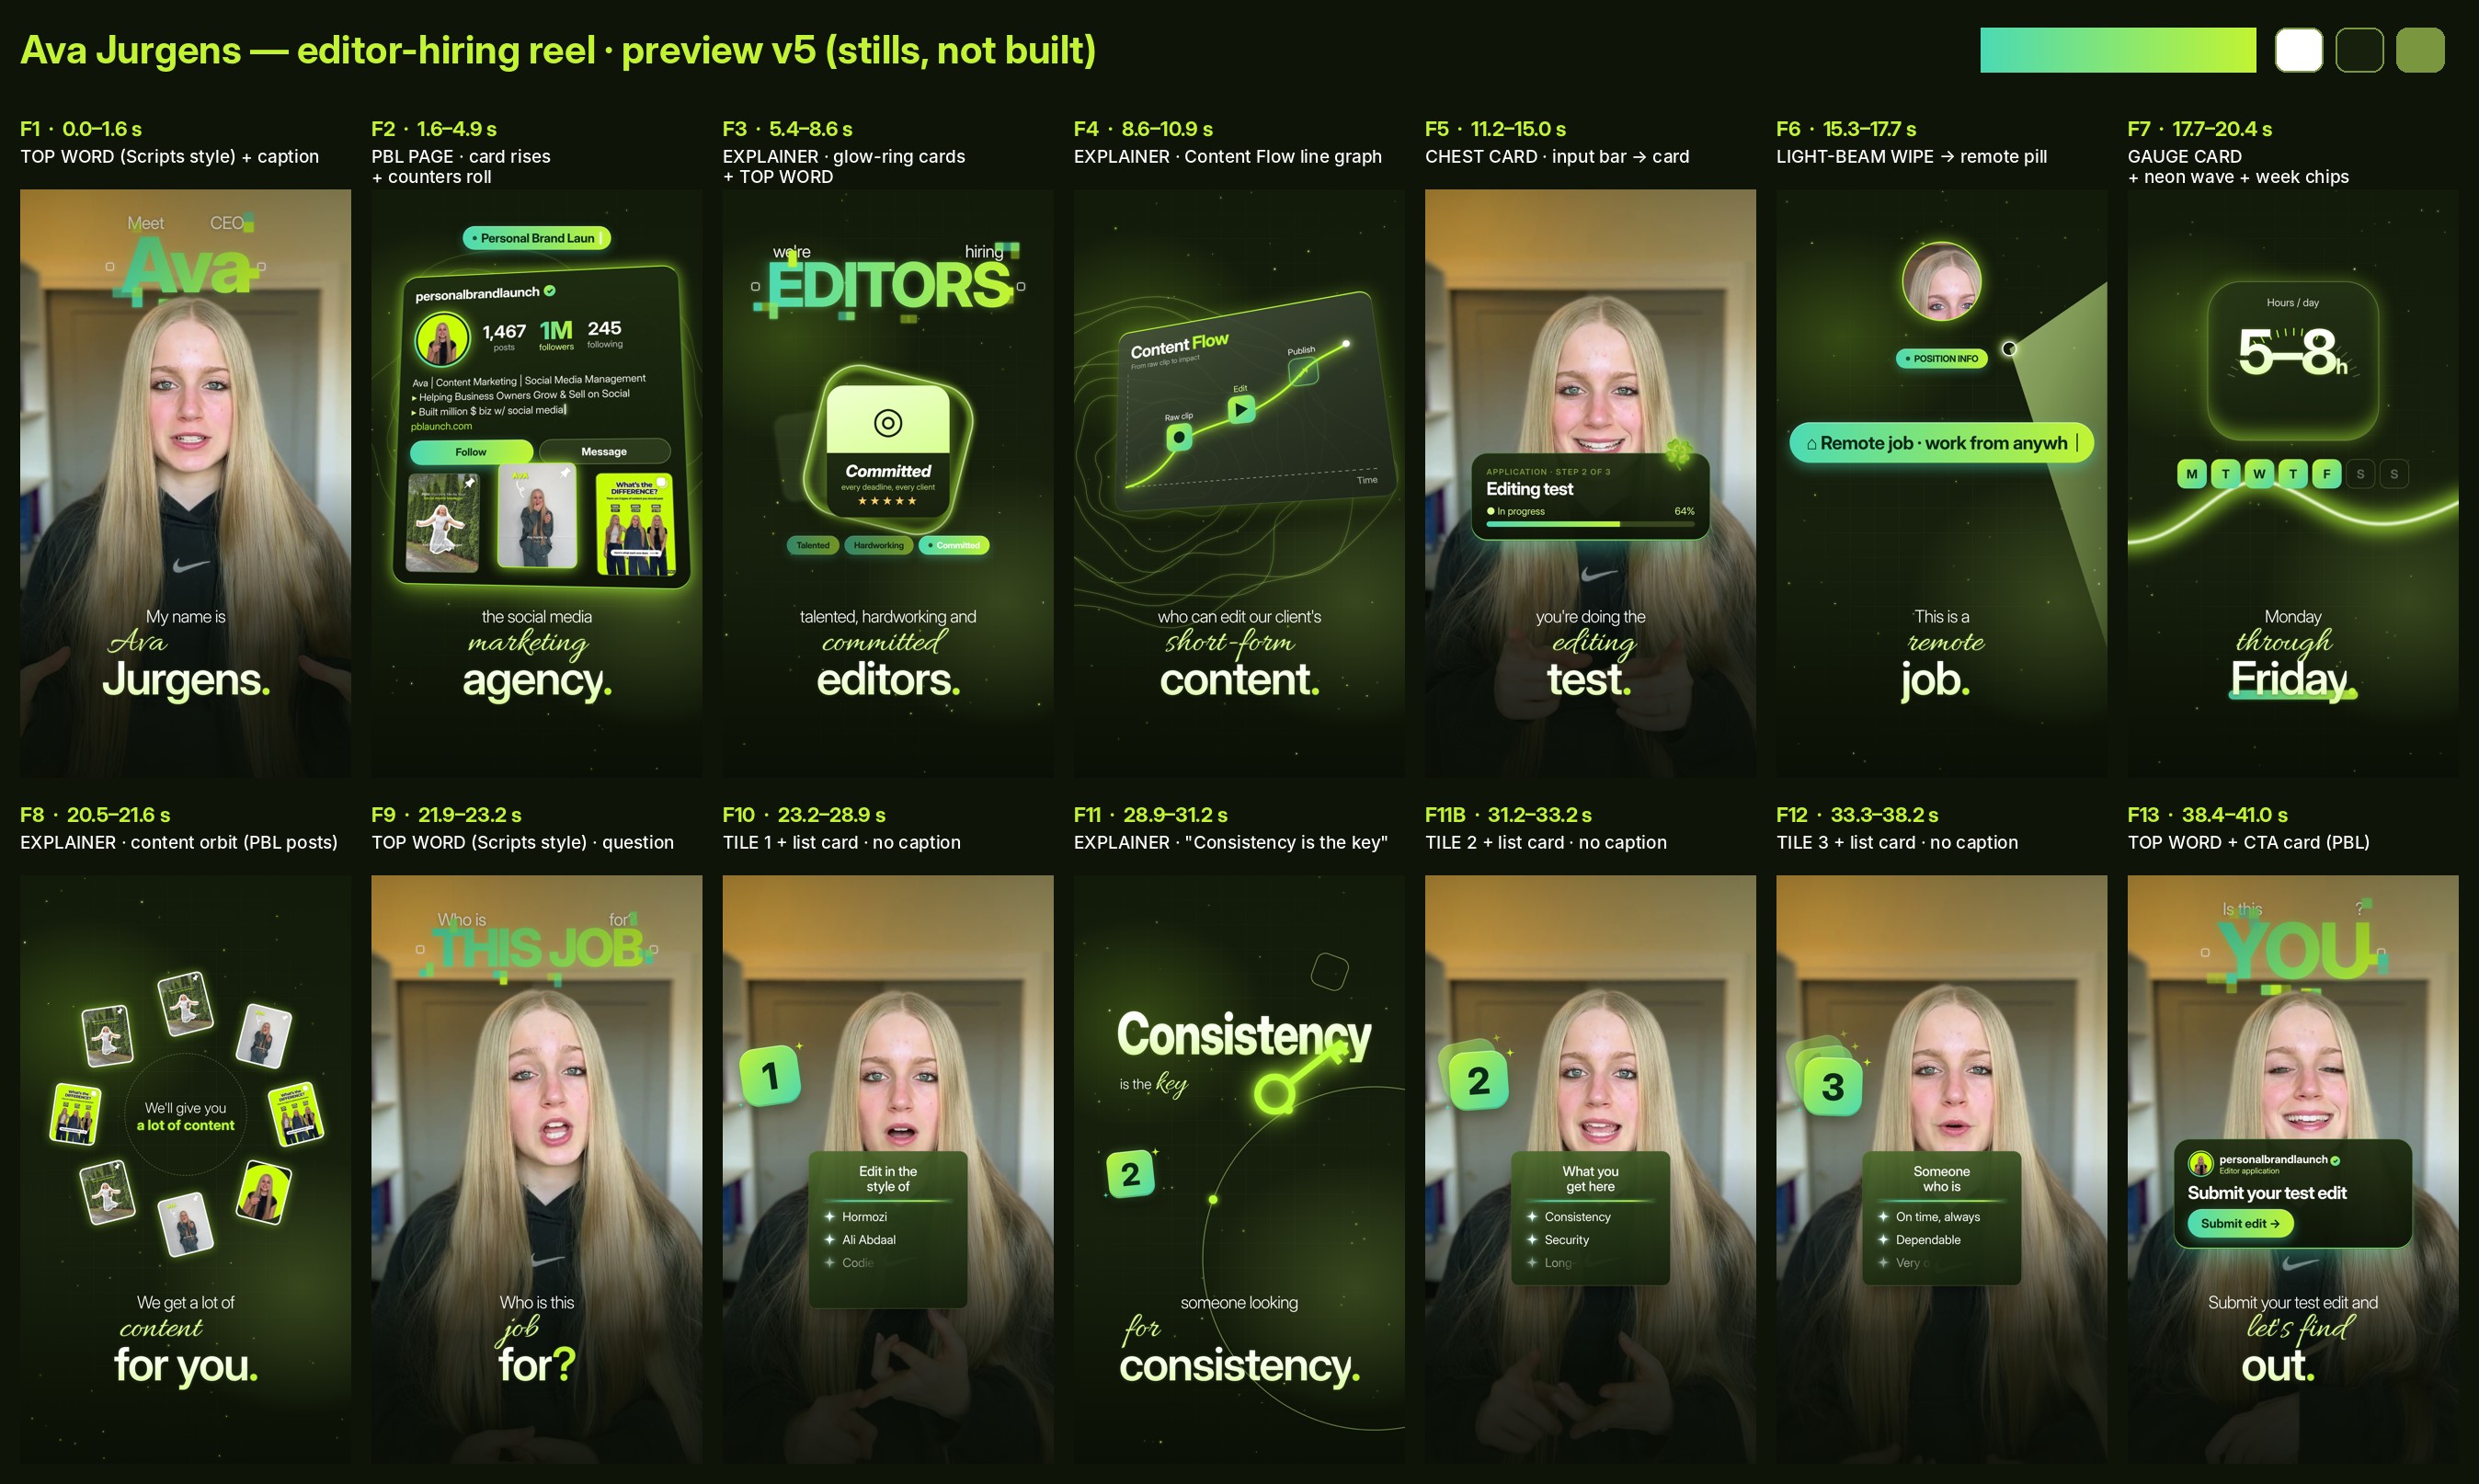 Ava Jurgens — editor-hiring reel · preview v5 (stills, not built)
F1 · 0.0–1.6 s
TOP WORD (Scripts style) + caption
Meet CEO
Ava
My name is
Ava
Jurgens.
F2 · 1.6–4.9 s
PBL PAGE · card rises
+ counters roll
Personal Brand Laun
personalbrandlaunch
1,467 1M 245
posts followers following
Ava | Content Marketing | Social Media Management
▸ Helping Business Owners Grow & Sell on Social
▸ Built million $ biz w/ social media
pblaunch.com
Follow Message
AVA
What's the
DIFFERENCE?
the social media
marketing
agency.
F3 · 5.4–8.6 s
EXPLAINER · glow-ring cards
+ TOP WORD
we're hiring
EDITORS
Committed
every deadline, every client
★★★★★
Talented Hardworking • Committed
talented, hardworking and
committed
editors.
F4 · 8.6–10.9 s
EXPLAINER · Content Flow line graph
Content Flow
From raw clip to impact
Publish
Edit
Raw clip
Time
who can edit our client's
short-form
content.
F5 · 11.2–15.0 s
CHEST CARD · input bar → card
APPLICATION · STEP 2 OF 3
Editing test
In progress 64%
you're doing the
editing
test.
F6 · 15.3–17.7 s
LIGHT-BEAM WIPE → remote pill
• POSITION INFO
⌂ Remote job · work from anywh
This is a
remote
job.
F7 · 17.7–20.4 s
GAUGE CARD
+ neon wave + week chips
Hours / day
5–8h
M T W T F S S
Monday
through
Friday.
F8 · 20.5–21.6 s
EXPLAINER · content orbit (PBL posts)
What's the
DIFFERENCE?
We'll give you
a lot of content
We get a lot of
content
for you.
F9 · 21.9–23.2 s
TOP WORD (Scripts style) · question
Who is for?
THIS JOB
Who is this
job
for?
F10 · 23.2–28.9 s
TILE 1 + list card · no caption
1
Edit in the
style of
Hormozi
Ali Abdaal
Codie
F11 · 28.9–31.2 s
EXPLAINER · "Consistency is the key"
Consistency
is the key
2
someone looking
for
consistency.
F11B · 31.2–33.2 s
TILE 2 + list card · no caption
2
What you
get here
Consistency
Security
Long-
F12 · 33.3–38.2 s
TILE 3 + list card · no caption
3
Someone
who is
On time, always
Dependable
Very
F13 · 38.4–41.0 s
TOP WORD + CTA card (PBL)
Is this ?
YOU
personalbrandlaunch
Editor application
Submit your test edit
Submit edit →
Submit your test edit and
let's find
out.